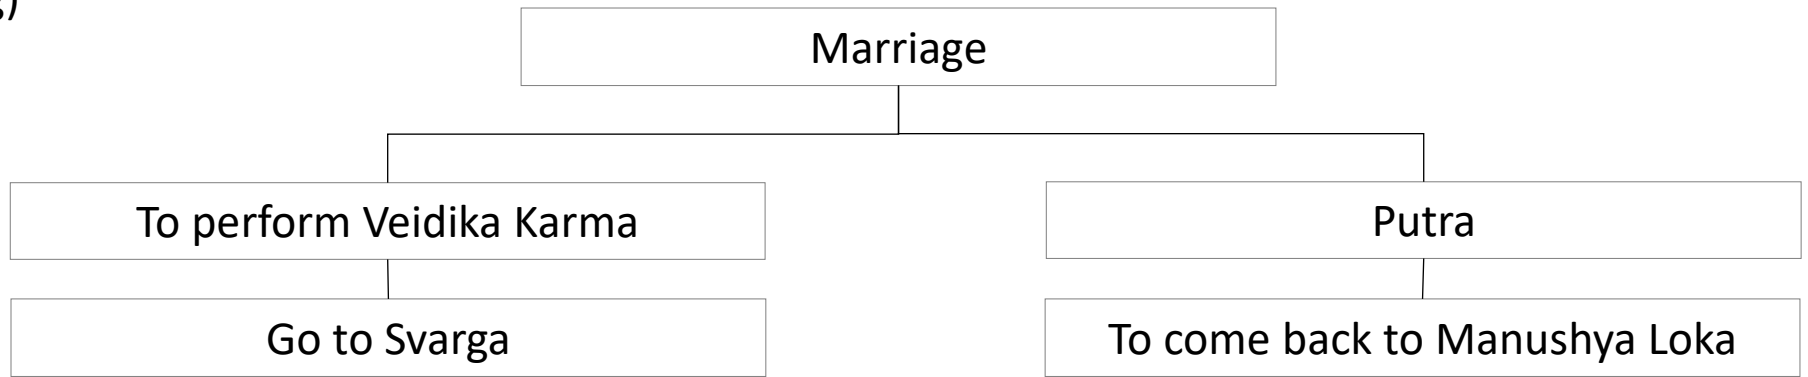 g)
Marriage
To perform Veidika Karma
Putra
Go to Svarga
To come back to Manushya Loka